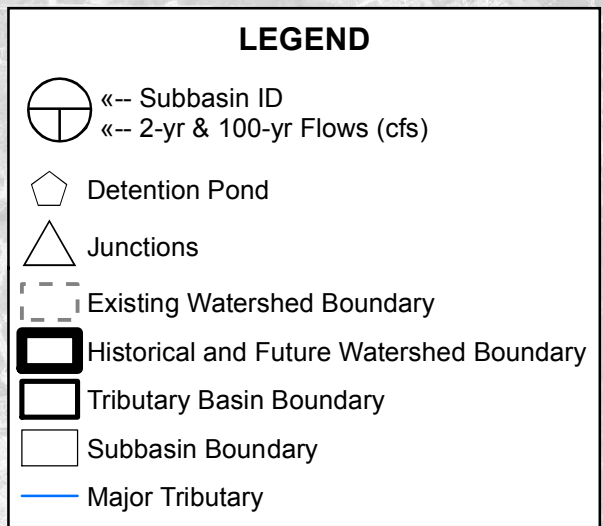 LEGEND
«-- Subbasin ID
«-- 2-yr & 100-yr Flows (cfs)
Detention Pond
Junctions
Existing Watershed Boundary
Historical and Future Watershed Boundary
Tributary Basin Boundary
Subbasin Boundary
Major Tributary